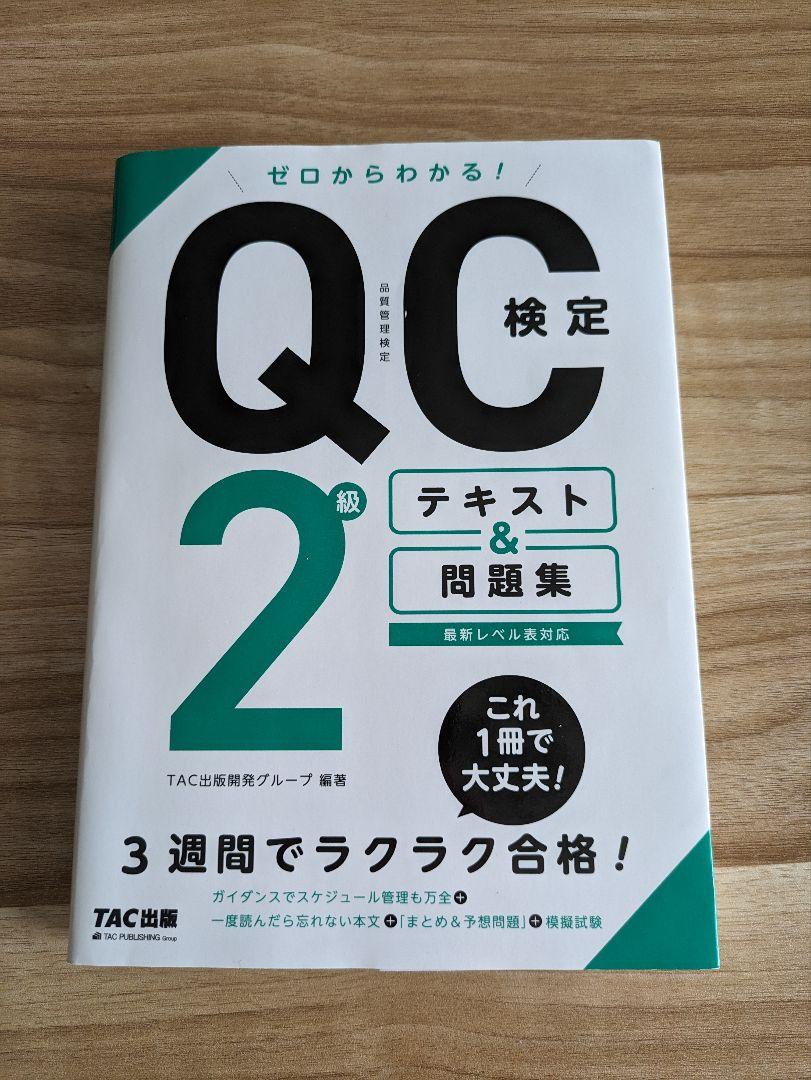 ゼロからわかる!
QC
品質管理検定
検定
2級
テキスト
&
問題集
最新レベル表対応
これ
1冊で
大丈夫!
TAC出版開発グループ 編著
3週間でラクラク合格!
ガイダンスでスケジュール管理も万全+
一度読んだら忘れない本文+「まとめ&予想問題」+模擬試験
TAC出版
TAC PUBLISHING Group